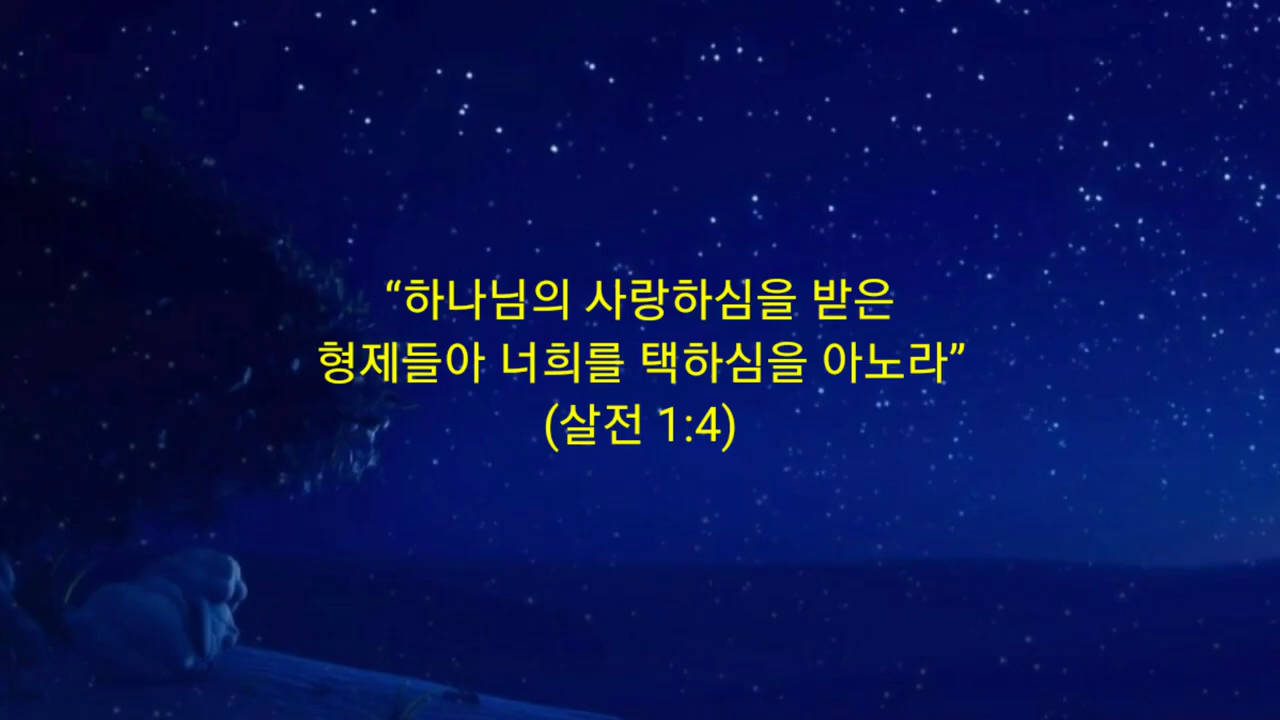 “하나님의 사랑하심을 받은
형제들아 너희를 택하심을 아노라”
(살전 1:4)